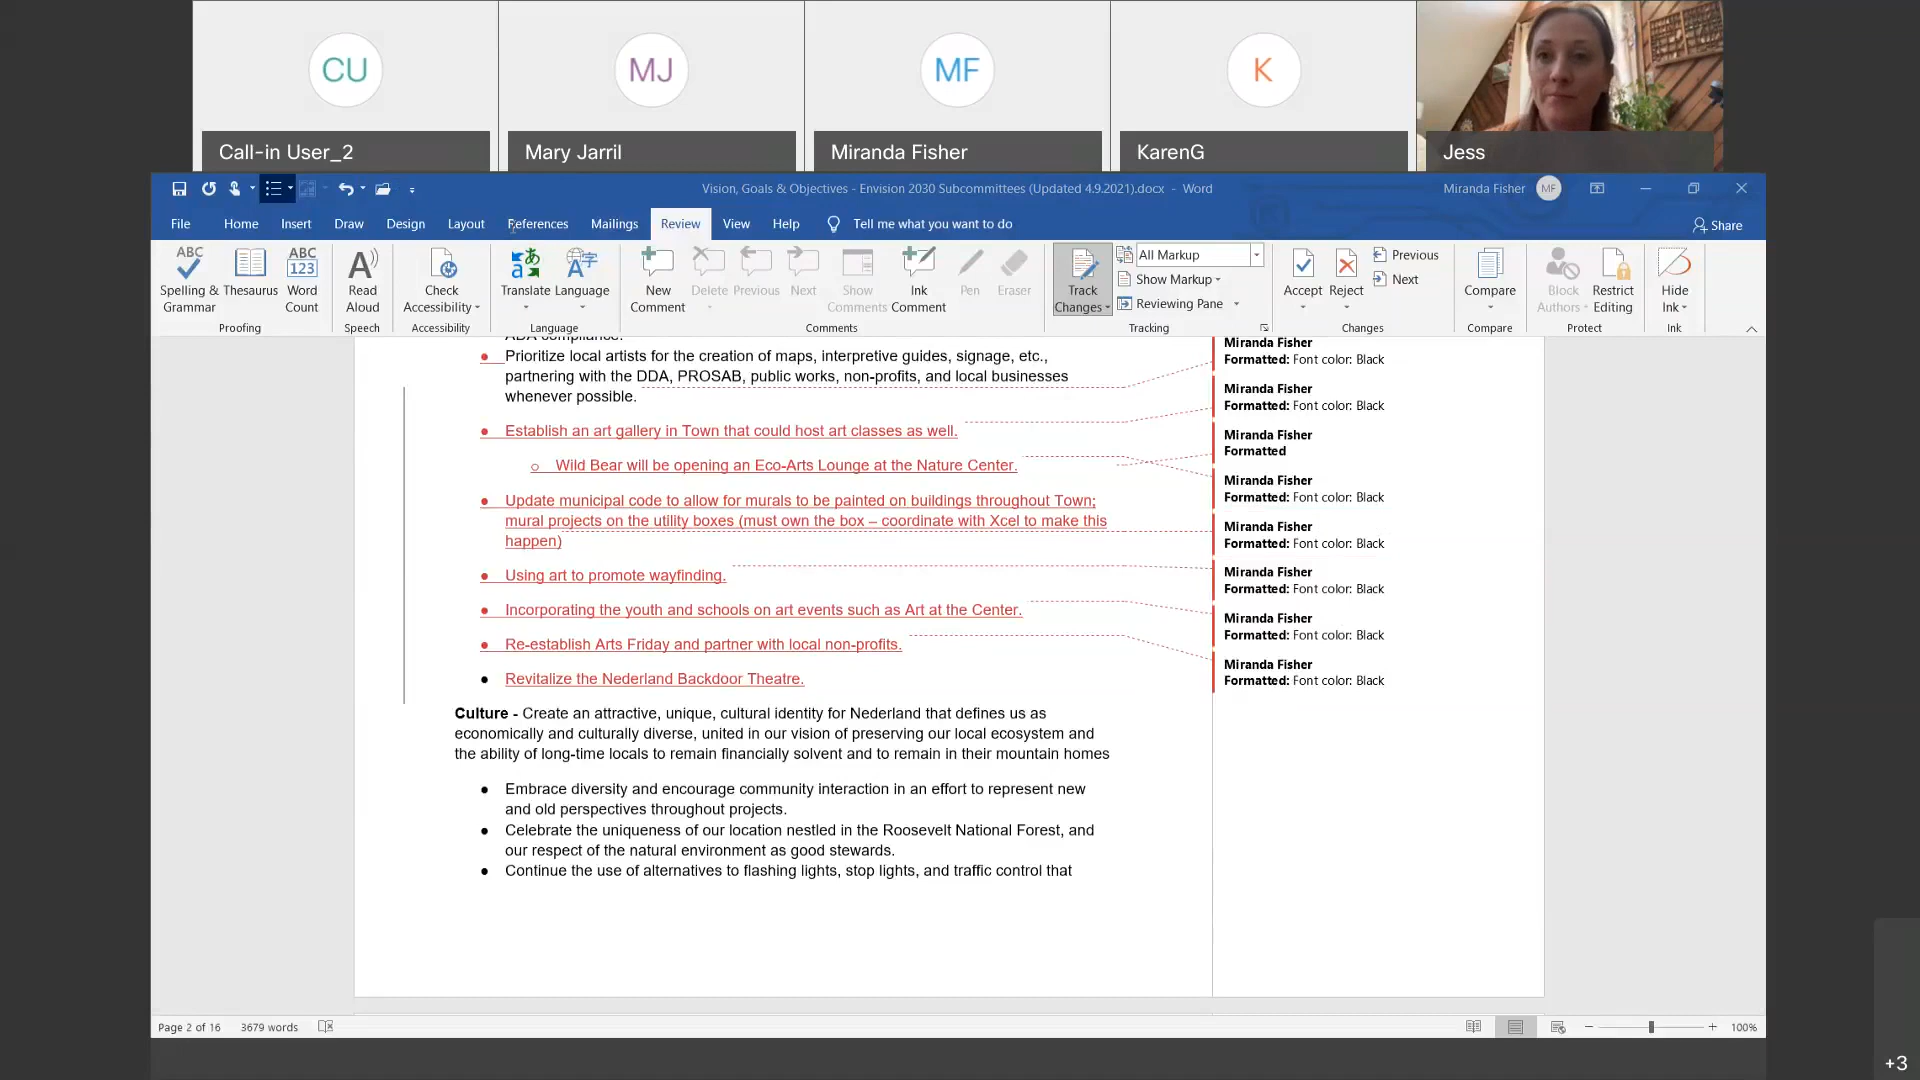 CU
MJ
MF
K
Call-in User_2
Mary Jarril
Miranda Fisher
KarenG
Jess
Vision, Goals & Objectives - Envision 2030 Subcommittees (Updated 4.9.2021).docx - Word
Miranda Fisher MF
File Home Insert Draw Design Layout References Mailings Review View Help Tell me what you want to do Share
ABC
Spelling &
Grammar
Thesaurus
ABC
123
Word
Count
Proofing
A
Read
Aloud
Speech
Check
Accessibility
Accessibility
Translate
Language
Language
New
Comment
Delete
Previous
Next
Show
Comments
Ink
Comment
Comments
Pen
Eraser
Track
Changes
All Markup
Show Markup
Reviewing Pane
Tracking
Accept
Reject
Previous
Next
Changes
Compare
Compare
Block
Authors
Restrict
Editing
Protect
Hide
Ink
Ink
ADA compliance.
● Prioritize local artists for the creation of maps, interpretive guides, signage, etc.,
partnering with the DDA, PROSAB, public works, non-profits, and local businesses
whenever possible.
● Establish an art gallery in Town that could host art classes as well.
o Wild Bear will be opening an Eco-Arts Lounge at the Nature Center.
● Update municipal code to allow for murals to be painted on buildings throughout Town;
mural projects on the utility boxes (must own the box – coordinate with Xcel to make this
happen)
● Using art to promote wayfinding.
● Incorporating the youth and schools on art events such as Art at the Center.
● Re-establish Arts Friday and partner with local non-profits.
● Revitalize the Nederland Backdoor Theatre.
Culture - Create an attractive, unique, cultural identity for Nederland that defines us as
economically and culturally diverse, united in our vision of preserving our local ecosystem and
the ability of long-time locals to remain financially solvent and to remain in their mountain homes
● Embrace diversity and encourage community interaction in an effort to represent new
and old perspectives throughout projects.
● Celebrate the uniqueness of our location nestled in the Roosevelt National Forest, and
our respect of the natural environment as good stewards.
● Continue the use of alternatives to flashing lights, stop lights, and traffic control that
Miranda Fisher
Formatted: Font color: Black
Miranda Fisher
Formatted: Font color: Black
Miranda Fisher
Formatted
Miranda Fisher
Formatted: Font color: Black
Miranda Fisher
Formatted: Font color: Black
Miranda Fisher
Formatted: Font color: Black
Miranda Fisher
Formatted: Font color: Black
Miranda Fisher
Formatted: Font color: Black
Page 2 of 16 3679 words
100%
+3